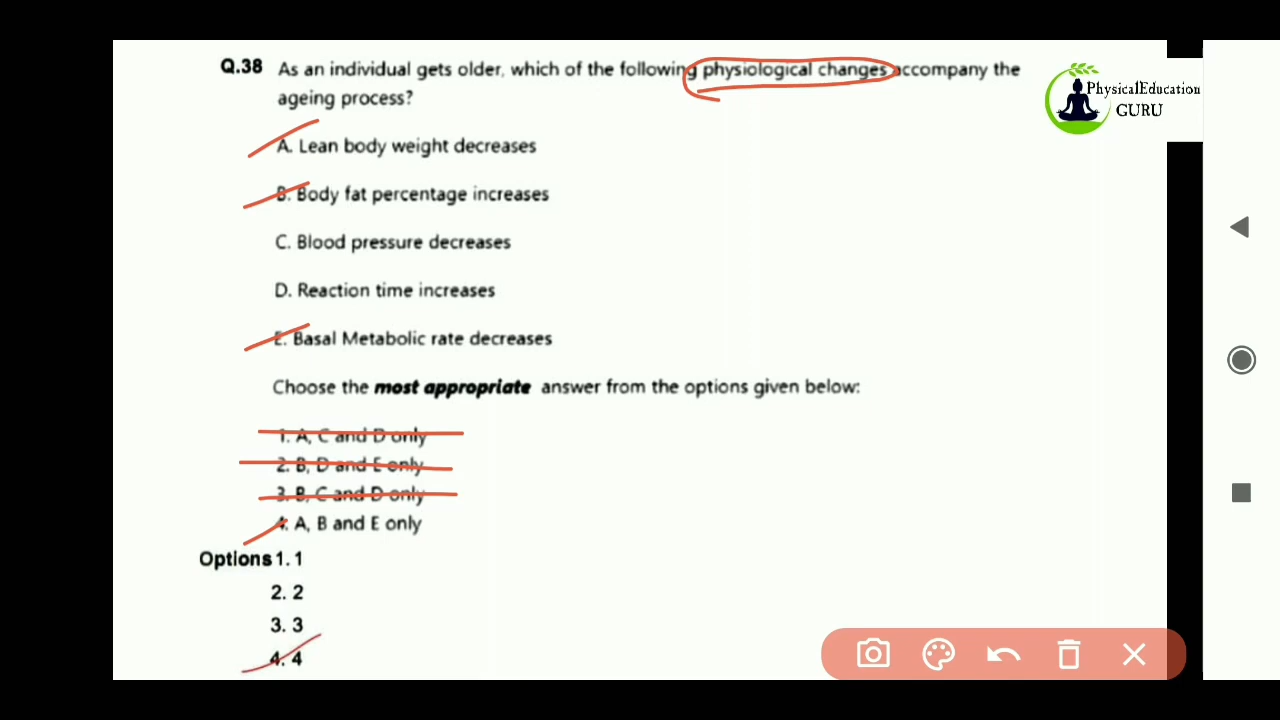 Q.38 As an individual gets older, which of the following physiological changes accompany the
ageing process?
PhysicalEducation
GURU
A. Lean body weight decreases
B. Body fat percentage increases
C. Blood pressure decreases
D. Reaction time increases
E. Basal Metabolic rate decreases
Choose the most appropriate answer from the options given below:
1. A, C and D only
2. B, D and E only
3. B, C and D only
4. A, B and E only
Options 1. 1
2. 2
3. 3
4. 4